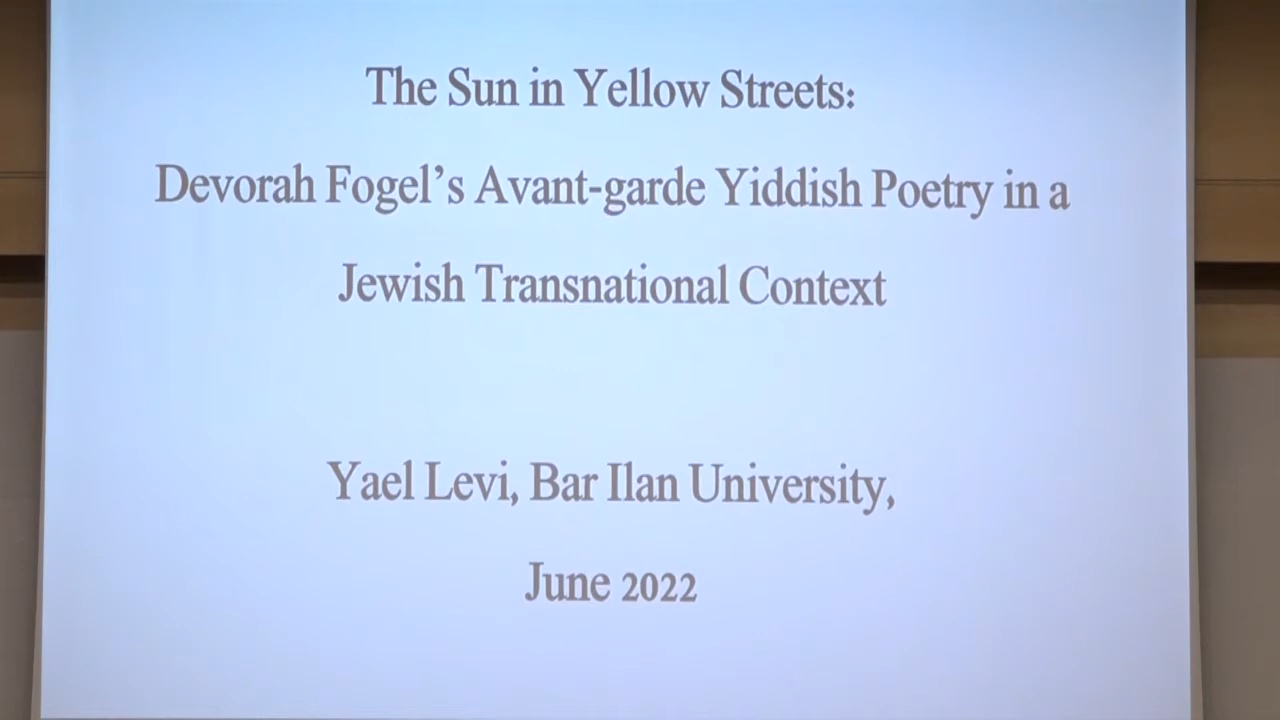 The Sun in Yellow Streets:
Devorah Fogel’s Avant-garde Yiddish Poetry in a
Jewish Transnational Context
Yael Levi, Bar Ilan University,
June 2022